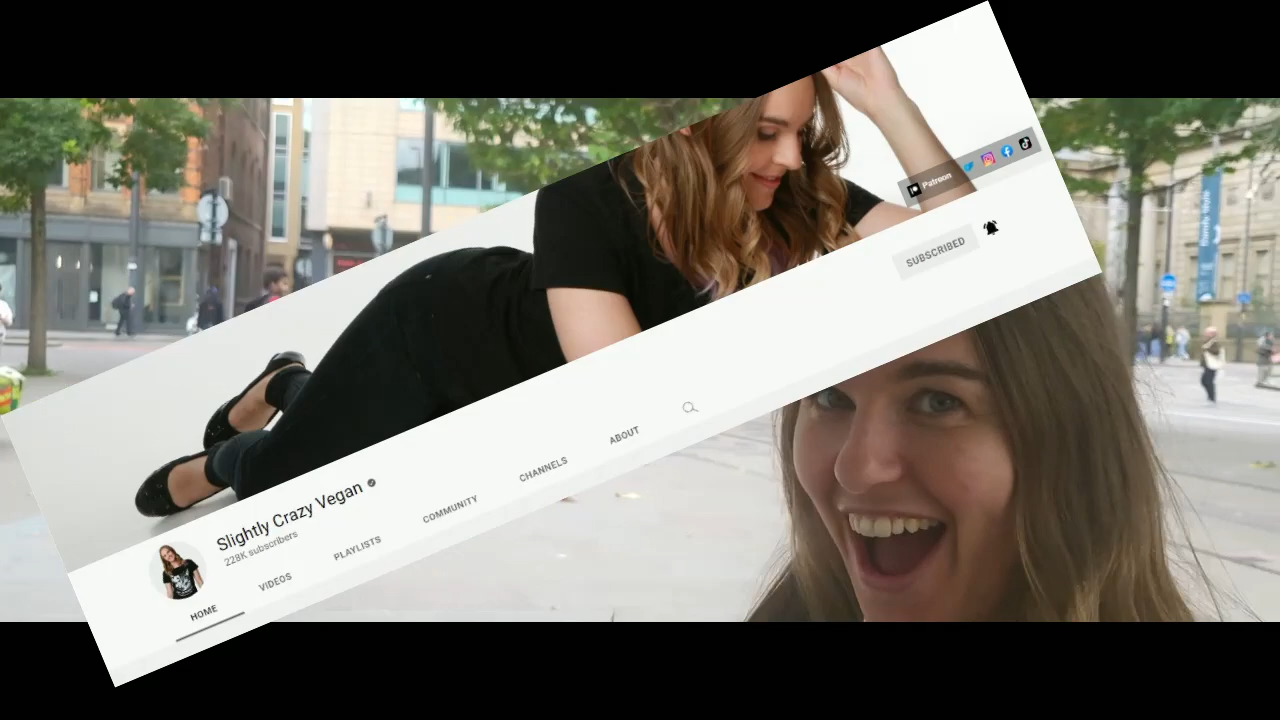 Patreon
SUBSCRIBED
Slightly Crazy Vegan
228K subscribers
HOME
VIDEOS
PLAYLISTS
COMMUNITY
CHANNELS
ABOUT